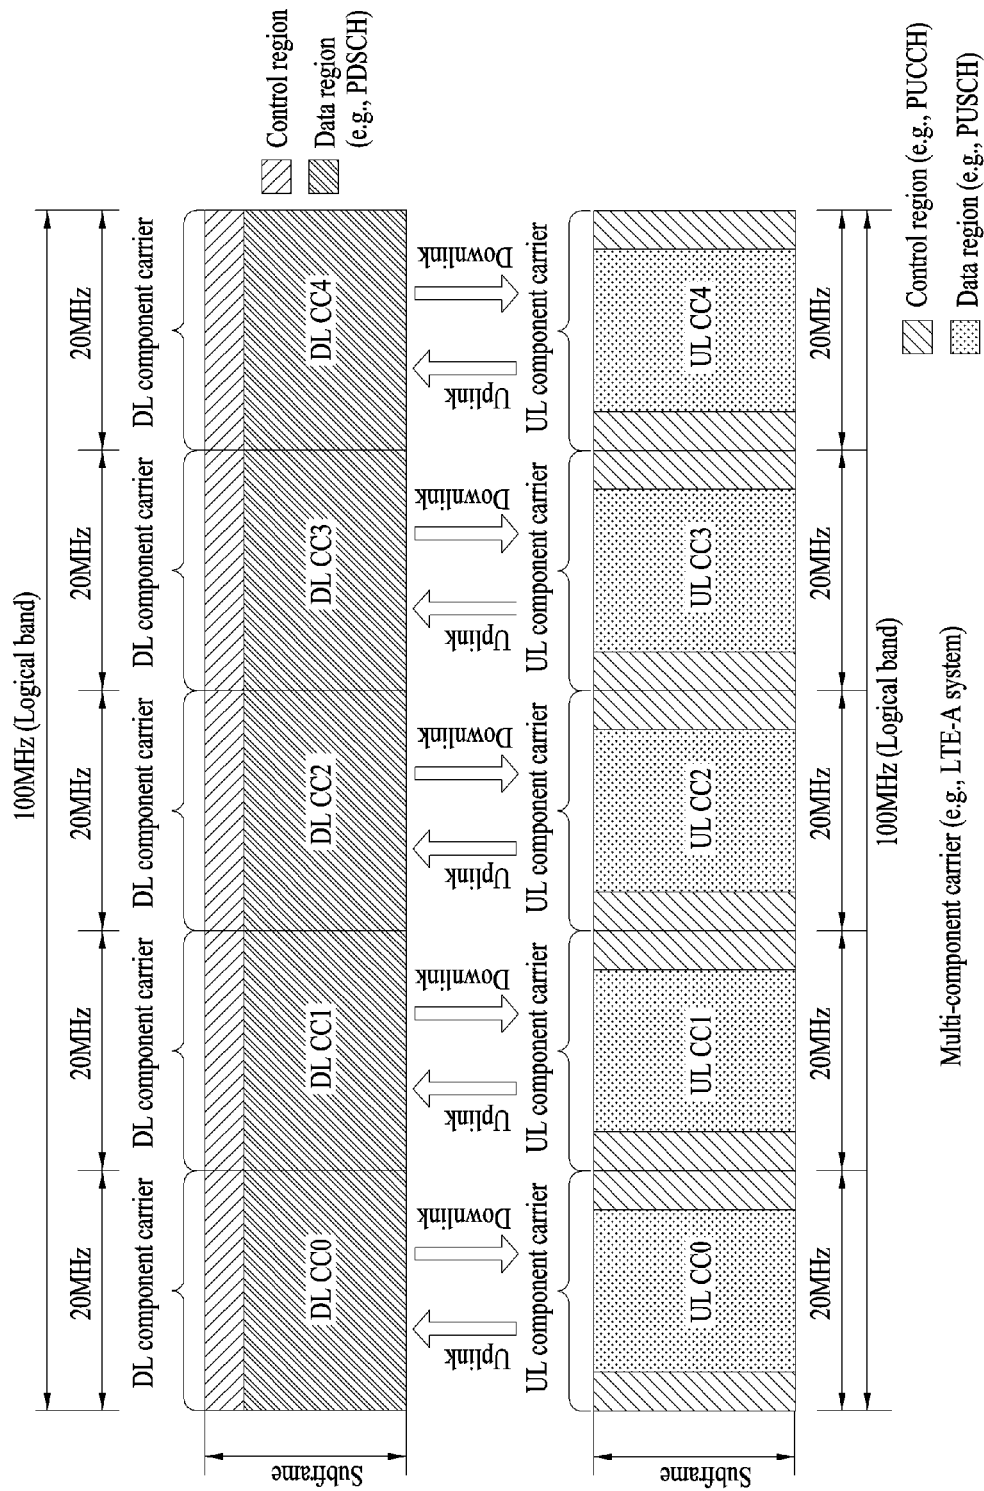 100MHz (Logical band)
20MHz
20MHz
20MHz
20MHz
20MHz
DL component carrier
DL component carrier
DL component carrier
DL component carrier
DL component carrier
Control region
Data region
(e.g., PDSCH)
Subframe
DL CC0
DL CC1
DL CC2
DL CC3
DL CC4
Uplink
Downlink
Uplink
Downlink
Uplink
Downlink
Uplink
Downlink
Uplink
Downlink
UL component carrier
UL component carrier
UL component carrier
UL component carrier
UL component carrier
Subframe
UL CC0
UL CC1
UL CC2
UL CC3
UL CC4
20MHz
20MHz
20MHz
20MHz
20MHz
100MHz (Logical band)
Control region (e.g., PUCCH)
Data region (e.g., PUSCH)
Multi-component carrier (e.g., LTE-A system)